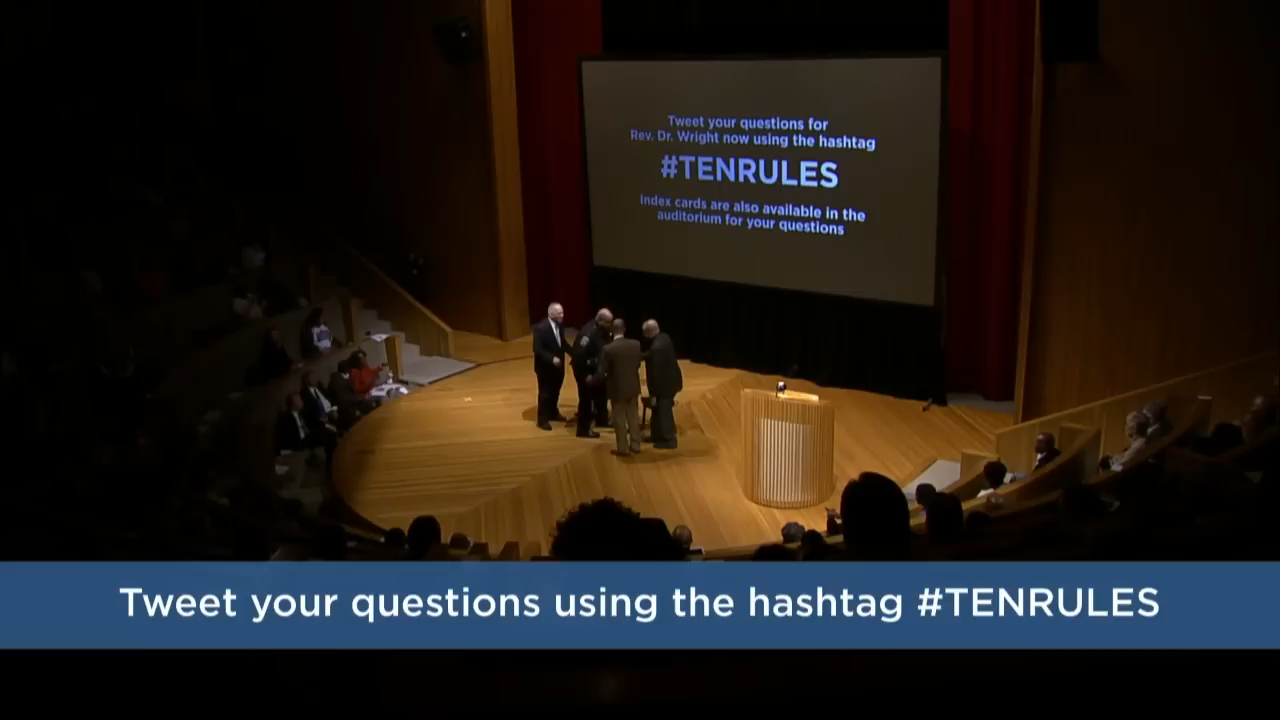 Tweet your questions for
Rev. Dr. Wright now using the hashtag
#TENRULES
Index cards are also available in the
auditorium for your questions
Tweet your questions using the hashtag #TENRULES